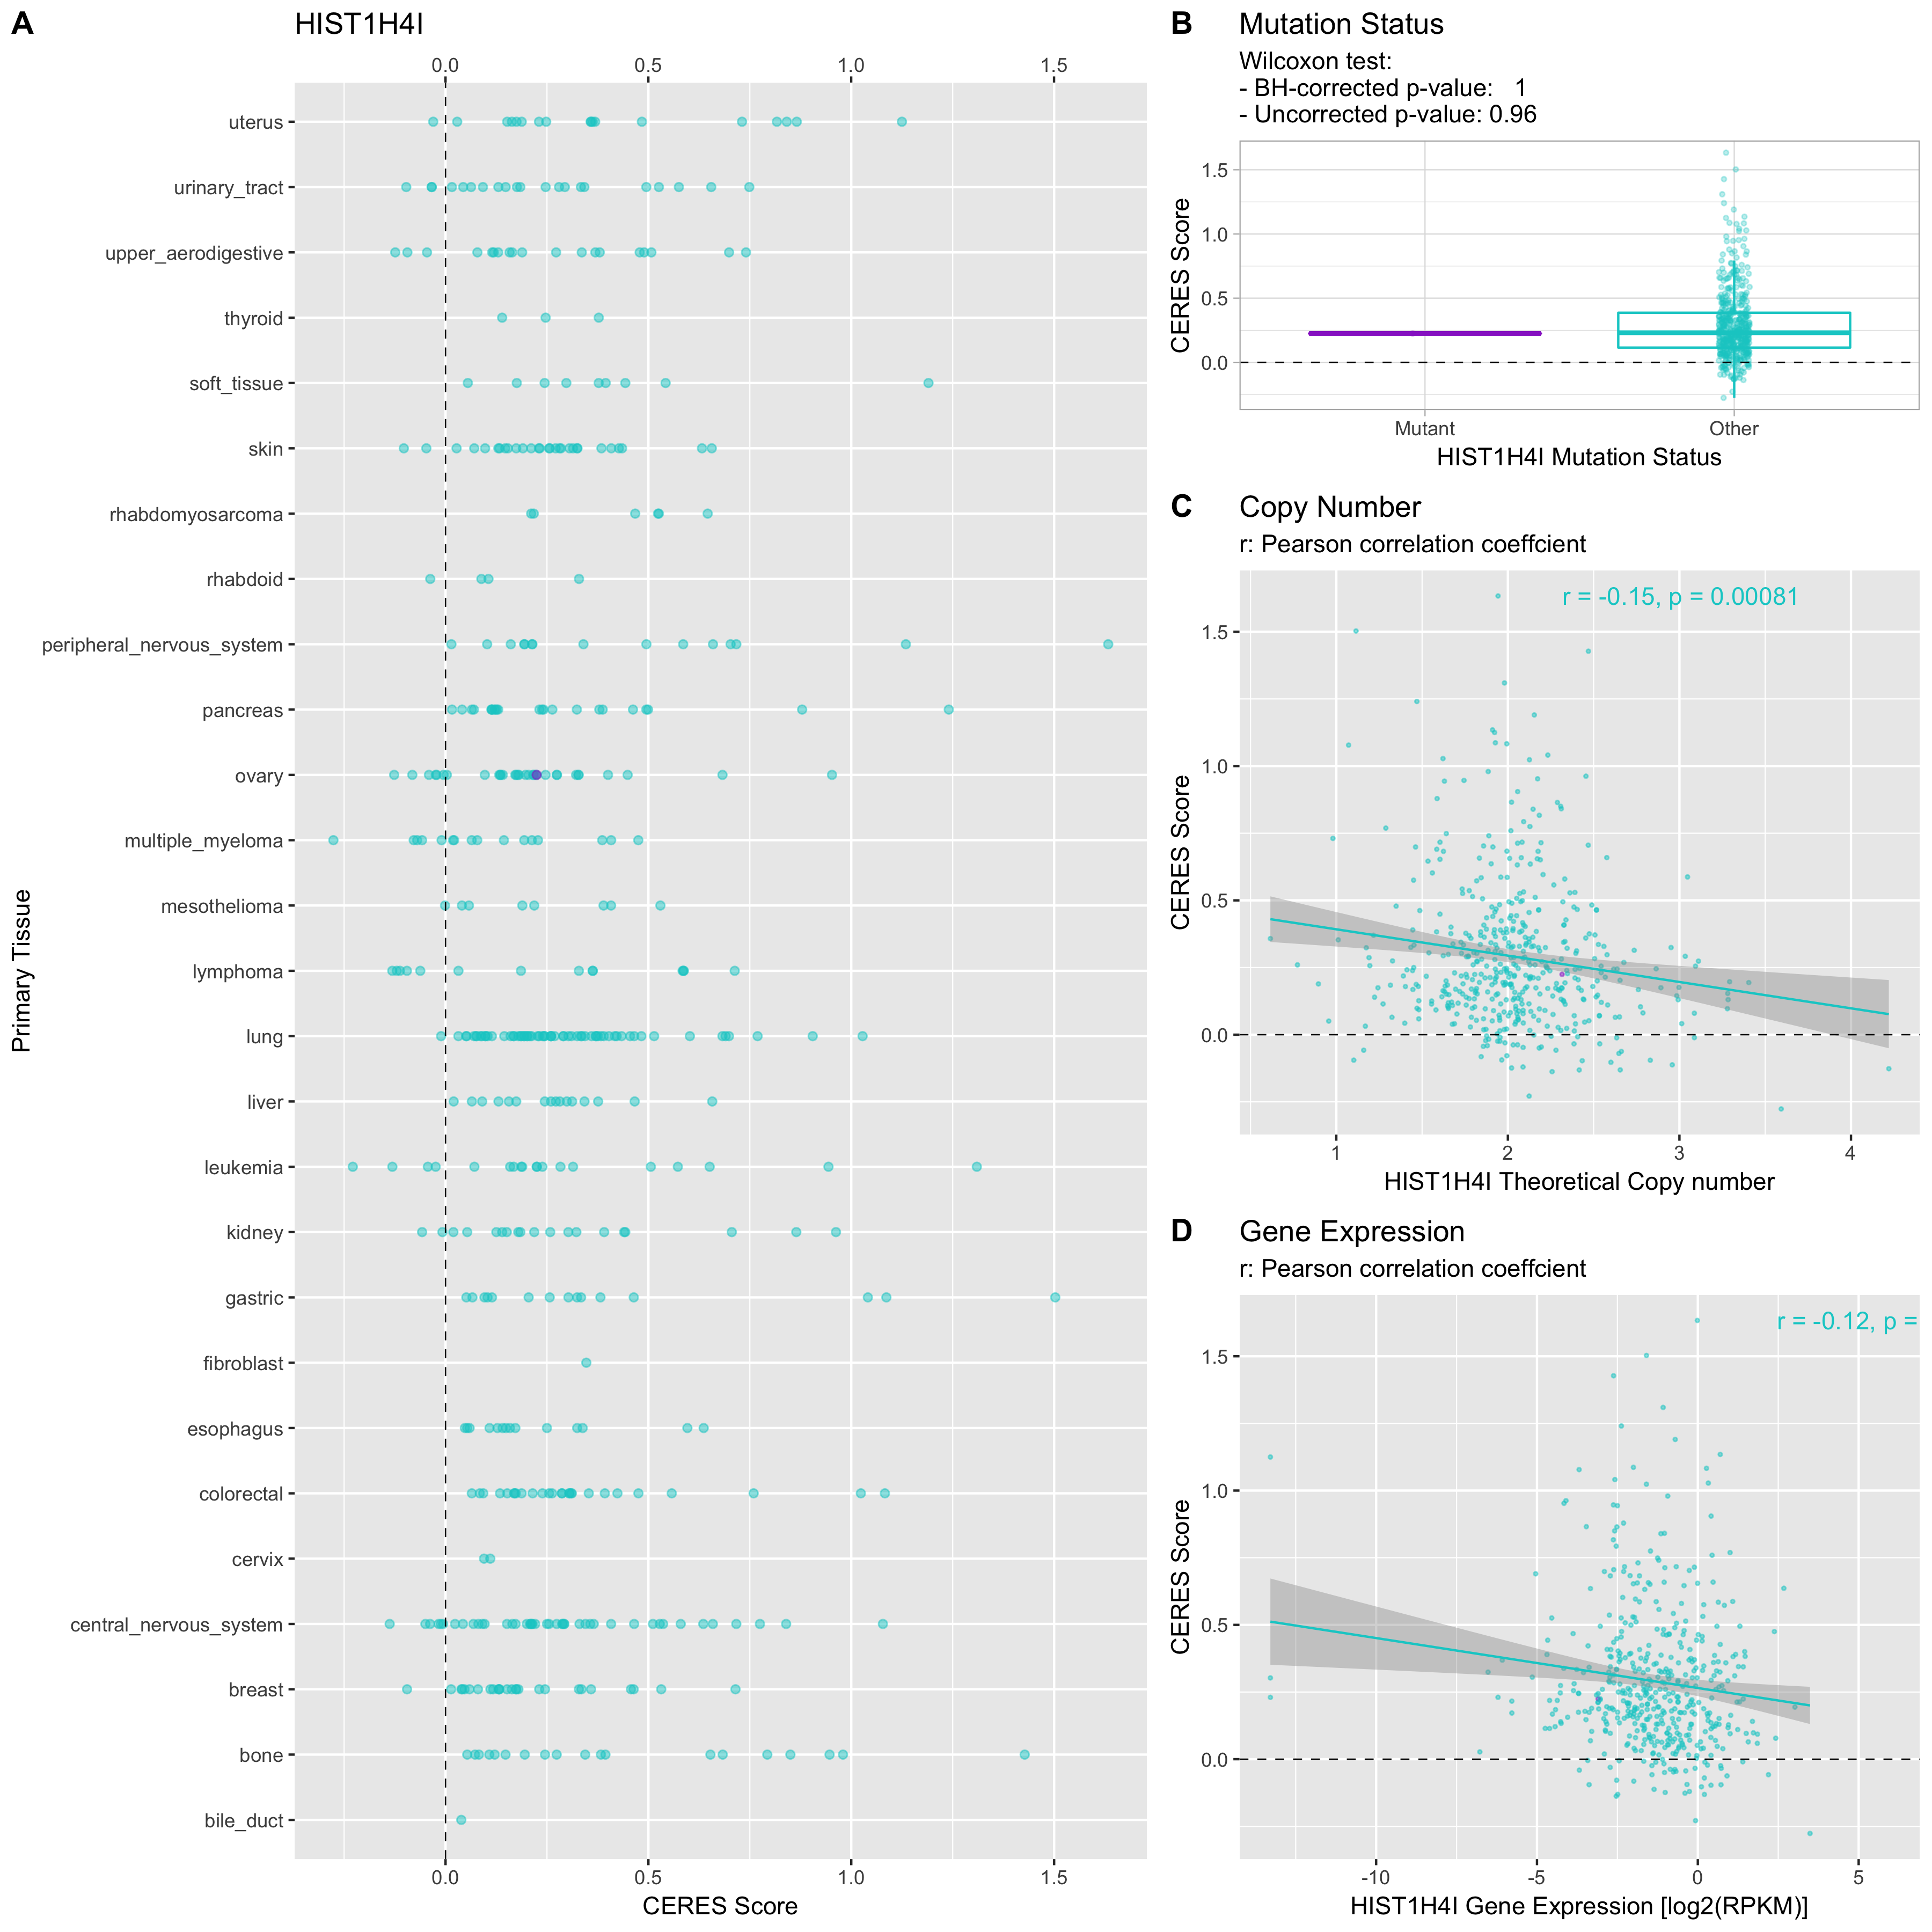 A
HIST1H4I
0.0 0.5 1.0 1.5
Primary Tissue
uterus
urinary_tract
upper_aerodigestive
thyroid
soft_tissue
skin
rhabdomyosarcoma
rhabdoid
peripheral_nervous_system
pancreas
ovary
multiple_myeloma
mesothelioma
lymphoma
lung
liver
leukemia
kidney
gastric
fibroblast
esophagus
colorectal
cervix
central_nervous_system
breast
bone
bile_duct
0.0 0.5 1.0 1.5
CERES Score
B
Mutation Status
Wilcoxon test:
- BH-corrected p-value: 1
- Uncorrected p-value: 0.96
CERES Score
1.5
1.0
0.5
0.0
Mutant Other
HIST1H4I Mutation Status
C
Copy Number
r: Pearson correlation coeffcient
r = -0.15, p = 0.00081
CERES Score
1.5
1.0
0.5
0.0
1 2 3 4
HIST1H4I Theoretical Copy number
D
Gene Expression
r: Pearson correlation coeffcient
r = -0.12, p =
CERES Score
1.5
1.0
0.5
0.0
-10 -5 0 5
HIST1H4I Gene Expression [log2(RPKM)]